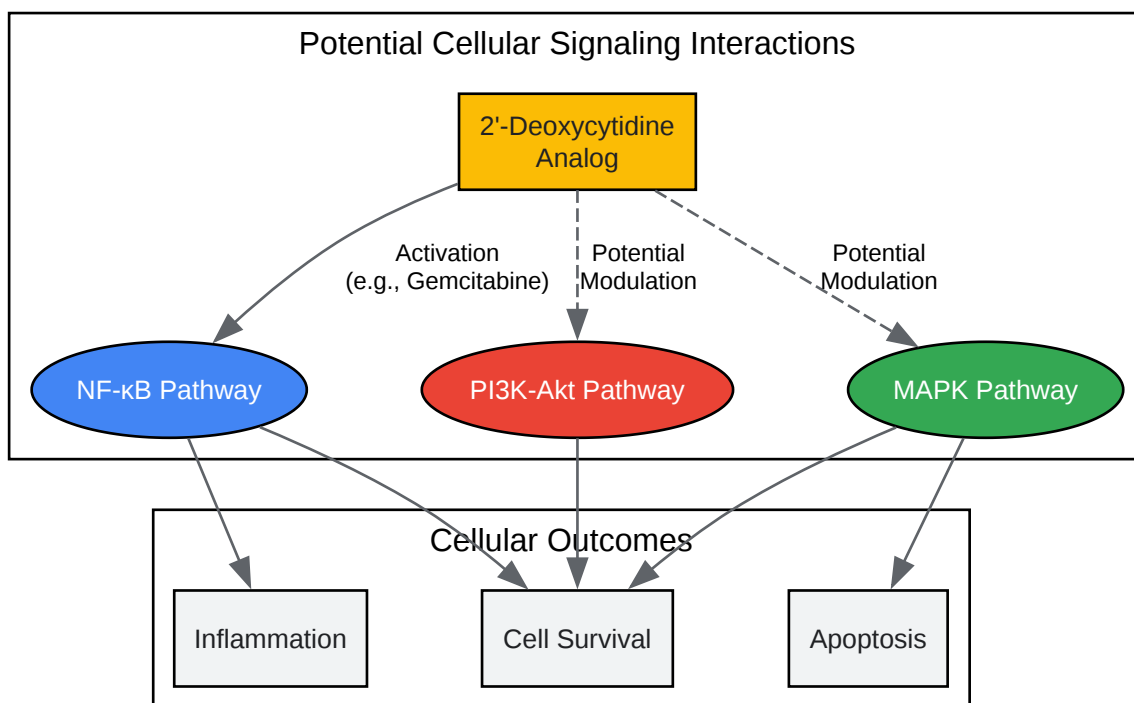 Potential Cellular Signaling Interactions
2'-Deoxycytidine
Analog
Activation
(e.g., Gemcitabine)
Potential
Modulation
Potential
Modulation
NF-κB Pathway
PI3K-Akt Pathway
MAPK Pathway
Cellular Outcomes
Inflammation
Cell Survival
Apoptosis